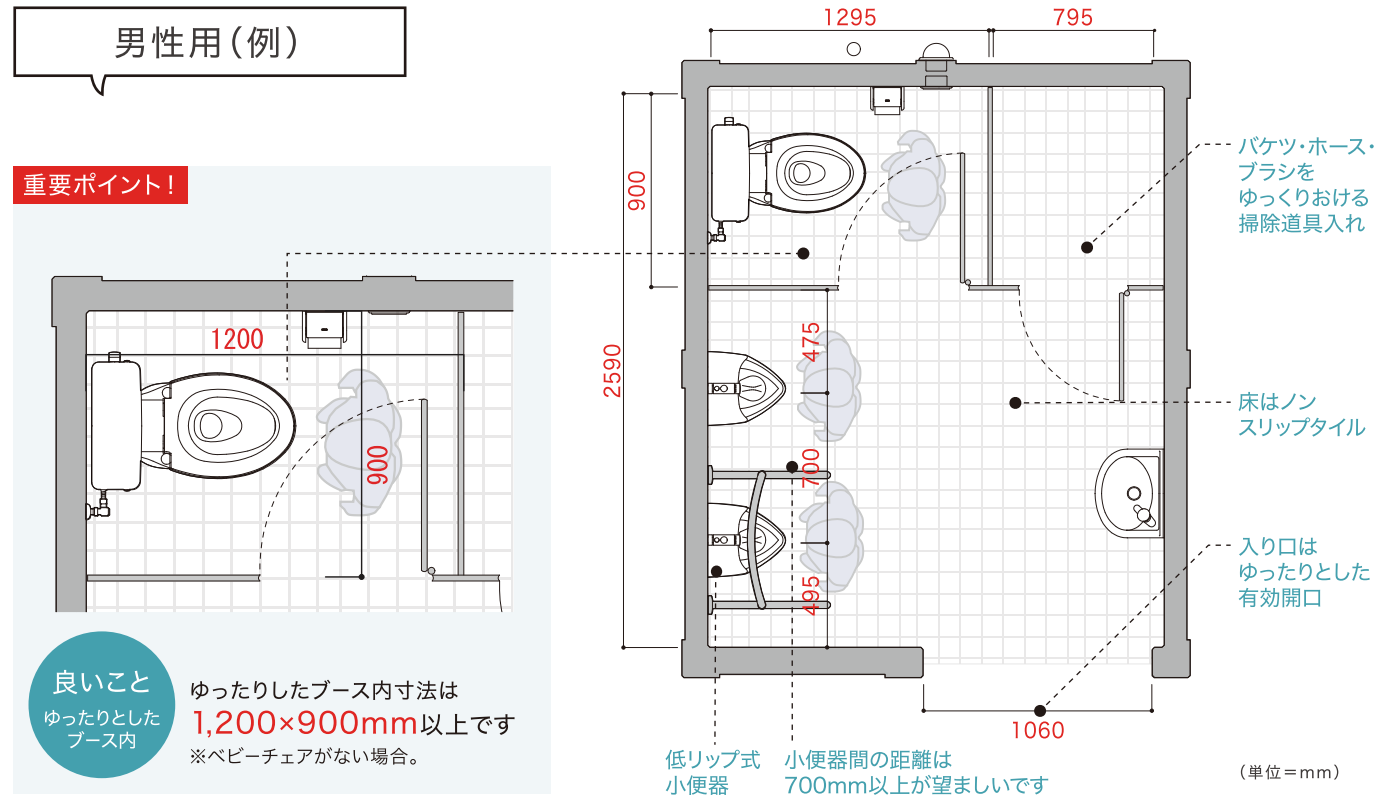 男性用（例）
重要ポイント！
1200
900
良いこと
ゆったりとした
ブース内
ゆったりしたブース内寸法は
1,200×900mm以上です
※ベビーチェアがない場合。
1295
795
900
2590
475
700
495
1060
バケツ・ホース・
ブラシを
ゆっくりおける
掃除道具入れ
床はノン
スリップタイル
入り口は
ゆったりとした
有効開口
低リップ式
小便器
小便器間の距離は
700mm以上が望ましいです
（単位＝mm）